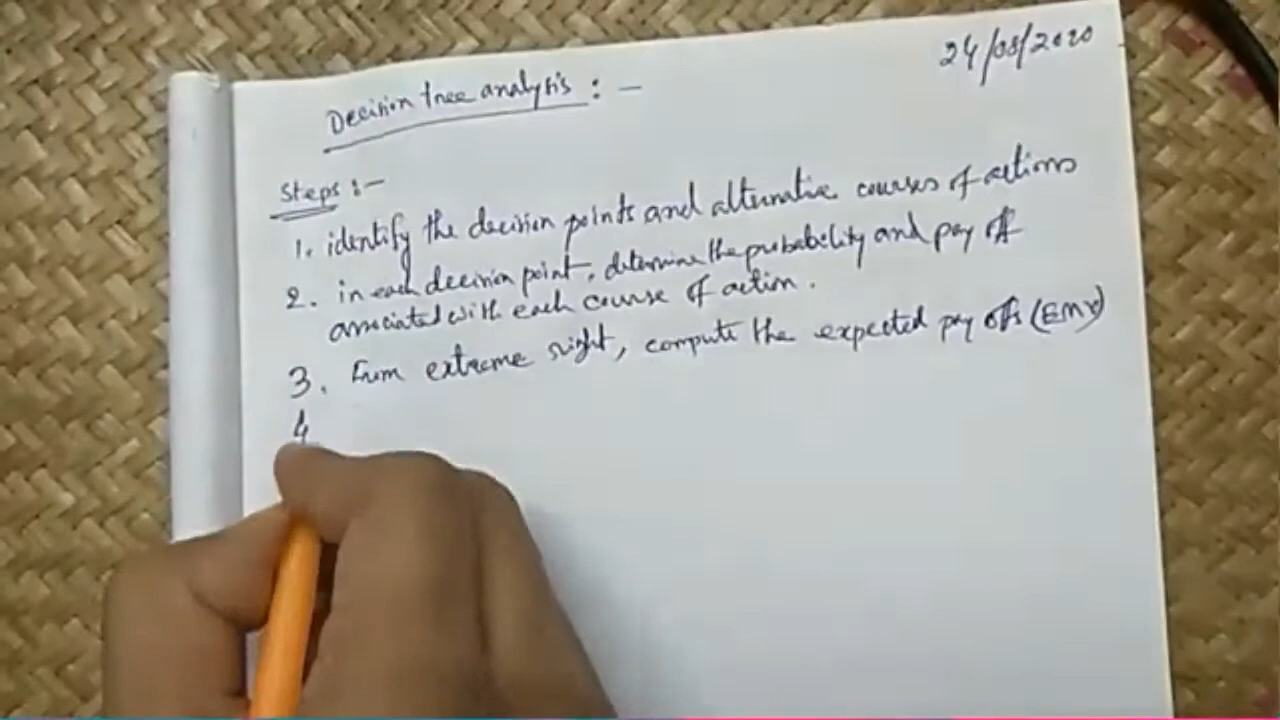 24/08/2020
Decision tree analysis : -
Steps :-
1. identify the decision points and alternative courses of actions
2. in each decision point, determine the probability and pay off
associated with each course of action.
3. From extreme right, compute the expected pay offs (EMV)
4